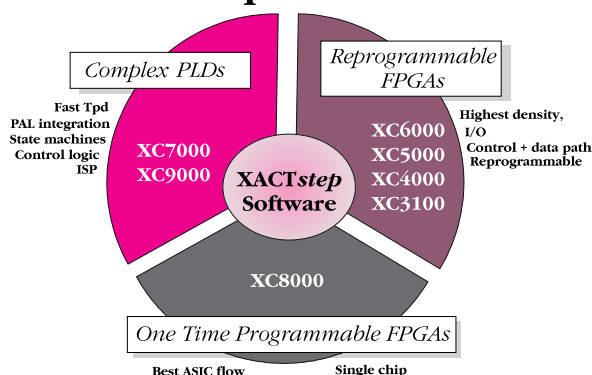 Complex PLDs
Reprogrammable
FPGAs
Fast Tpd
PAL integration
State machines
Control logic
ISP
XC7000
XC9000
XC6000
XC5000
XC4000
XC3100
Highest density,
I/O
Control + data path
Reprogrammable
XACTstep
Software
XC8000
One Time Programmable FPGAs
Best ASIC flow
Single chip